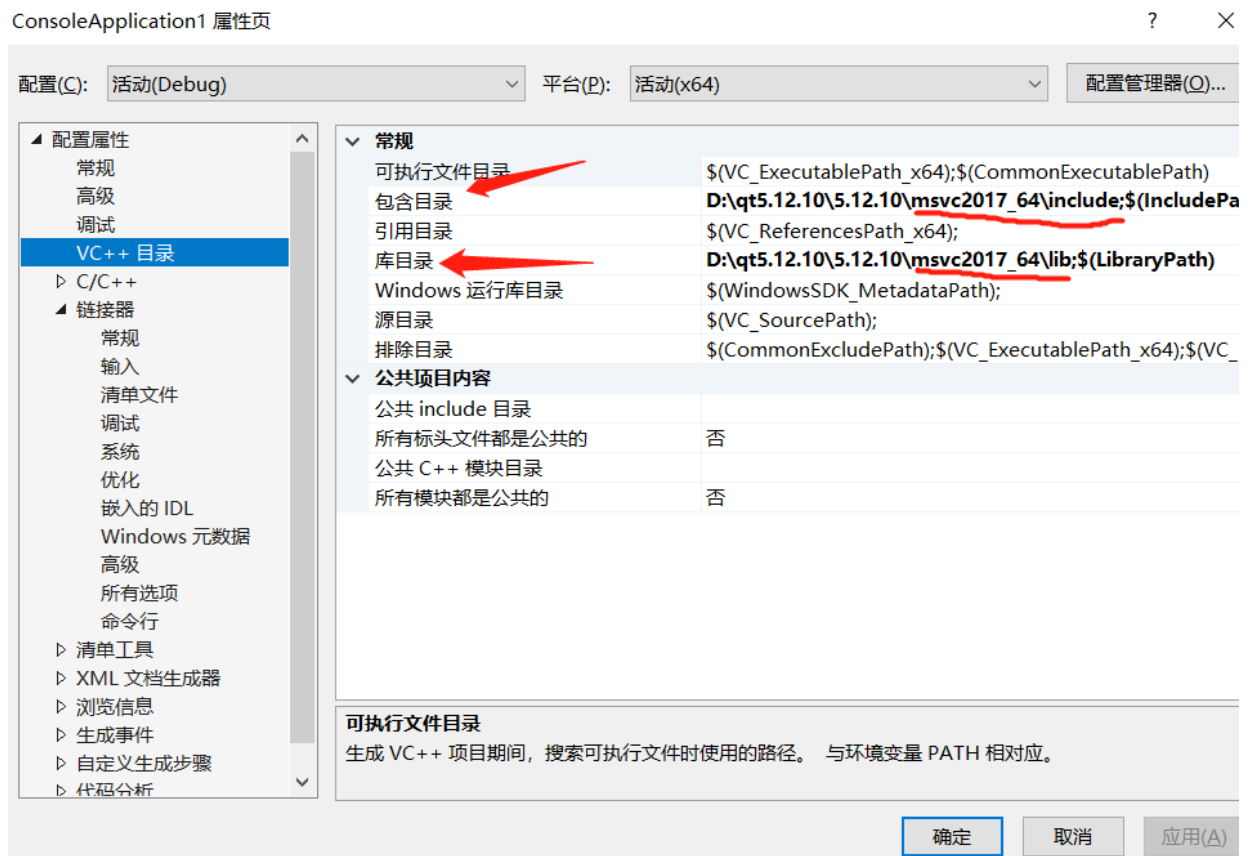 ConsoleApplication1 属性页
? ×
配置(C): 活动(Debug) 平台(P): 活动(x64) 配置管理器(O)...
配置属性
常规
高级
调试
VC++ 目录
C/C++
链接器
常规
输入
清单文件
调试
系统
优化
嵌入的 IDL
Windows 元数据
高级
所有选项
命令行
清单工具
XML 文档生成器
浏览信息
生成事件
自定义生成步骤
代码分析
常规
可执行文件目录 $(VC_ExecutablePath_x64);$(CommonExecutablePath)
包含目录 D:\qt5.12.10\5.12.10\msvc2017_64\include;$(IncludePa
引用目录 $(VC_ReferencesPath_x64);
库目录 D:\qt5.12.10\5.12.10\msvc2017_64\lib;$(LibraryPath)
Windows 运行库目录 $(WindowsSDK_MetadataPath);
源目录 $(VC_SourcePath);
排除目录 $(CommonExcludePath);$(VC_ExecutablePath_x64);$(VC_
公共项目内容
公共 include 目录
所有标头文件都是公共的 否
公共 C++ 模块目录
所有模块都是公共的 否
可执行文件目录
生成 VC++ 项目期间，搜索可执行文件时使用的路径。 与环境变量 PATH 相对应。
确定 取消 应用(A)